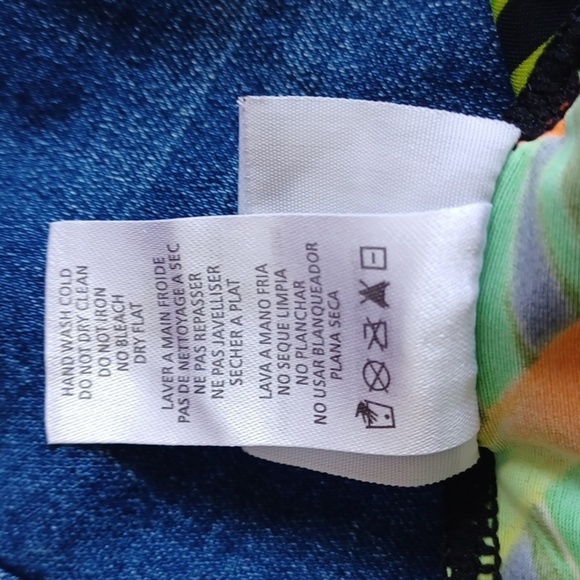 HAND WASH COLD
DO NOT DRY CLEAN
DO NOT IRON
NO BLEACH
DRY FLAT
LAVER A MAIN FROIDE
PAS DE NETTOYAGE A SEC
NE PAS REPASSER
NE PAS JAVELLISER
SECHER A PLAT
LAVA A MANO FRIA
NO SEQUE LIMPIA
NO PLANCHAR
NO USAR BLANQUEADOR
PLANA SECA